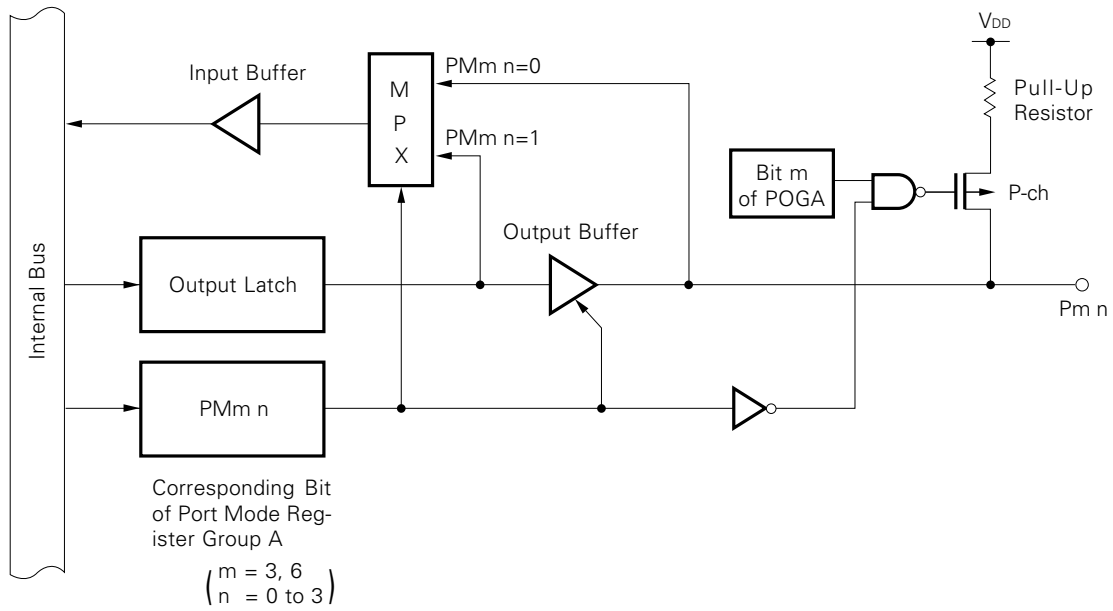 VDD
Input Buffer
PMm n=0
Pull-Up
Resistor
M
P
X
PMm n=1
Bit m
of POGA
P-ch
Output Buffer
Internal Bus
Output Latch
Pm n
PMm n
Corresponding Bit
of Port Mode Reg-
ister Group A
( m = 3, 6
n = 0 to 3 )